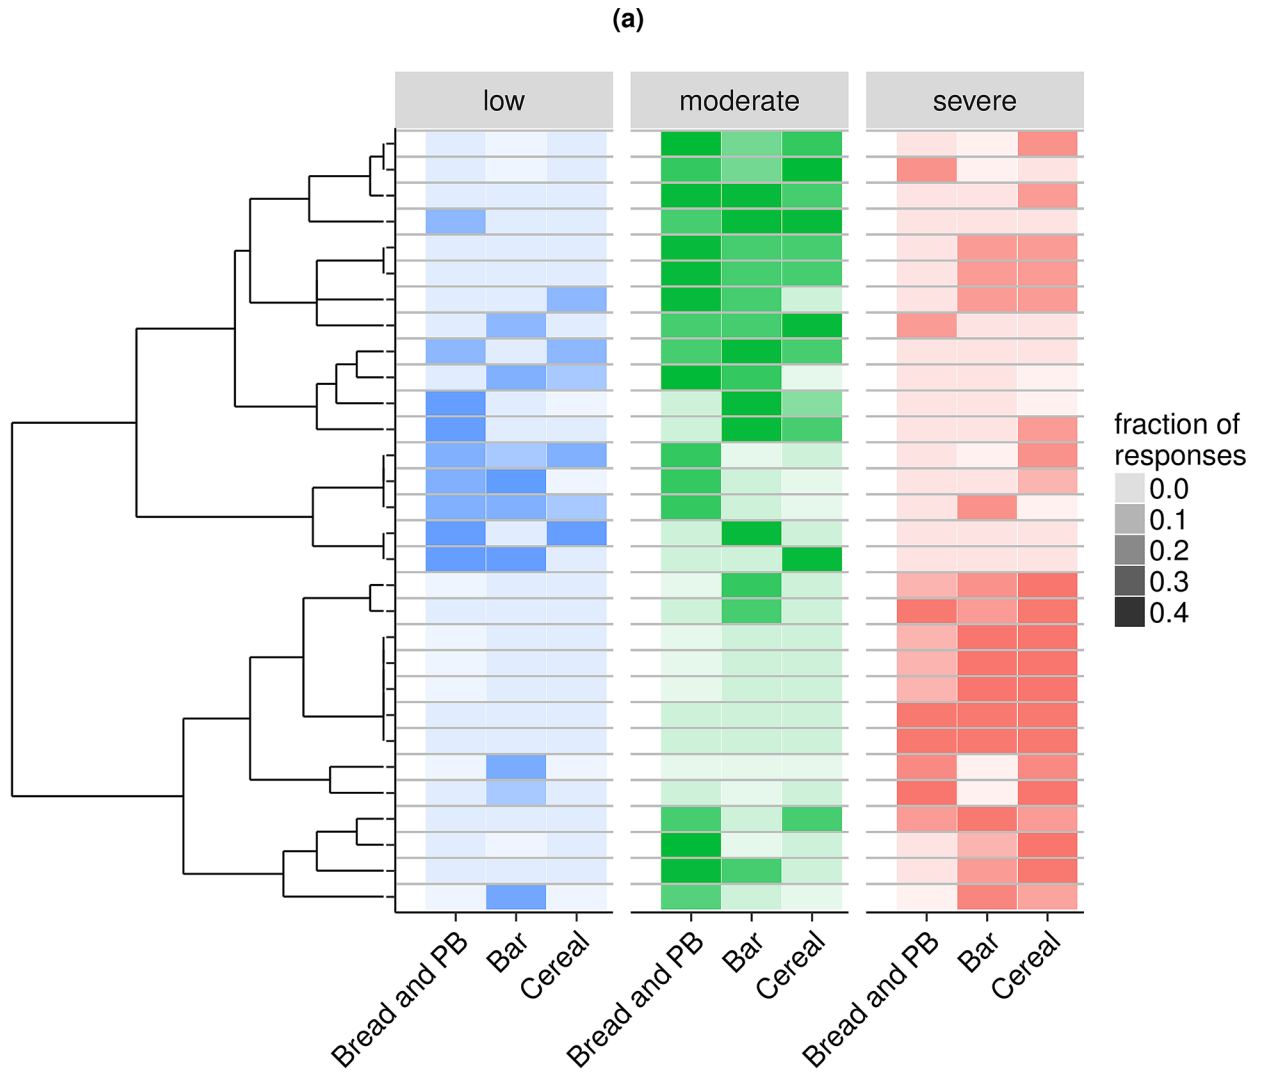 (a)
low
moderate
severe
fraction of
responses
0.0
0.1
0.2
0.3
0.4
Bread and PB
Bar
Cereal
Bread and PB
Bar
Cereal
Bread and PB
Bar
Cereal